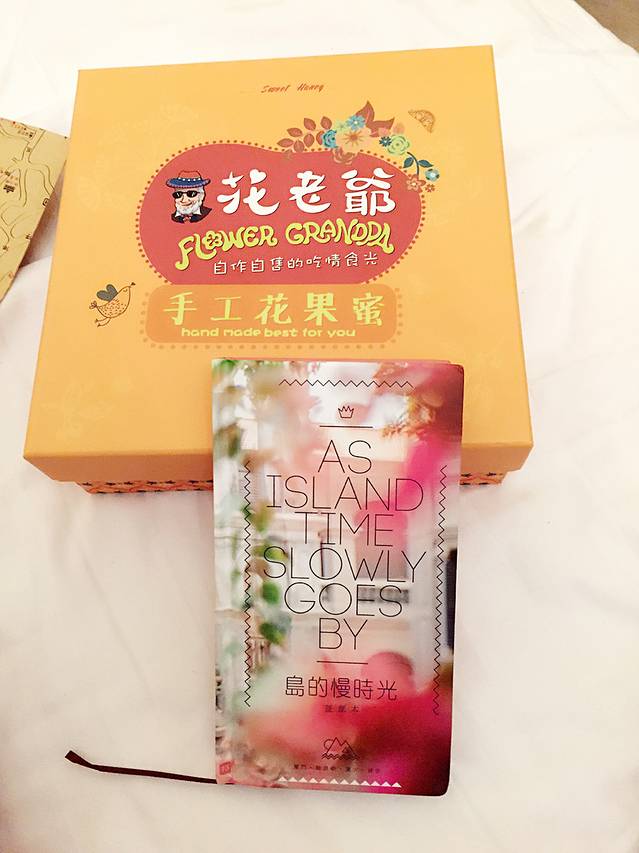 Sweet Honey
花老爺
FLOWER GRANDDA
自作自售的吃情食光
手工花果蜜
hand made best for you
AS
ISLAND
TIME
SLOWLY
GOES
BY
島的慢時光